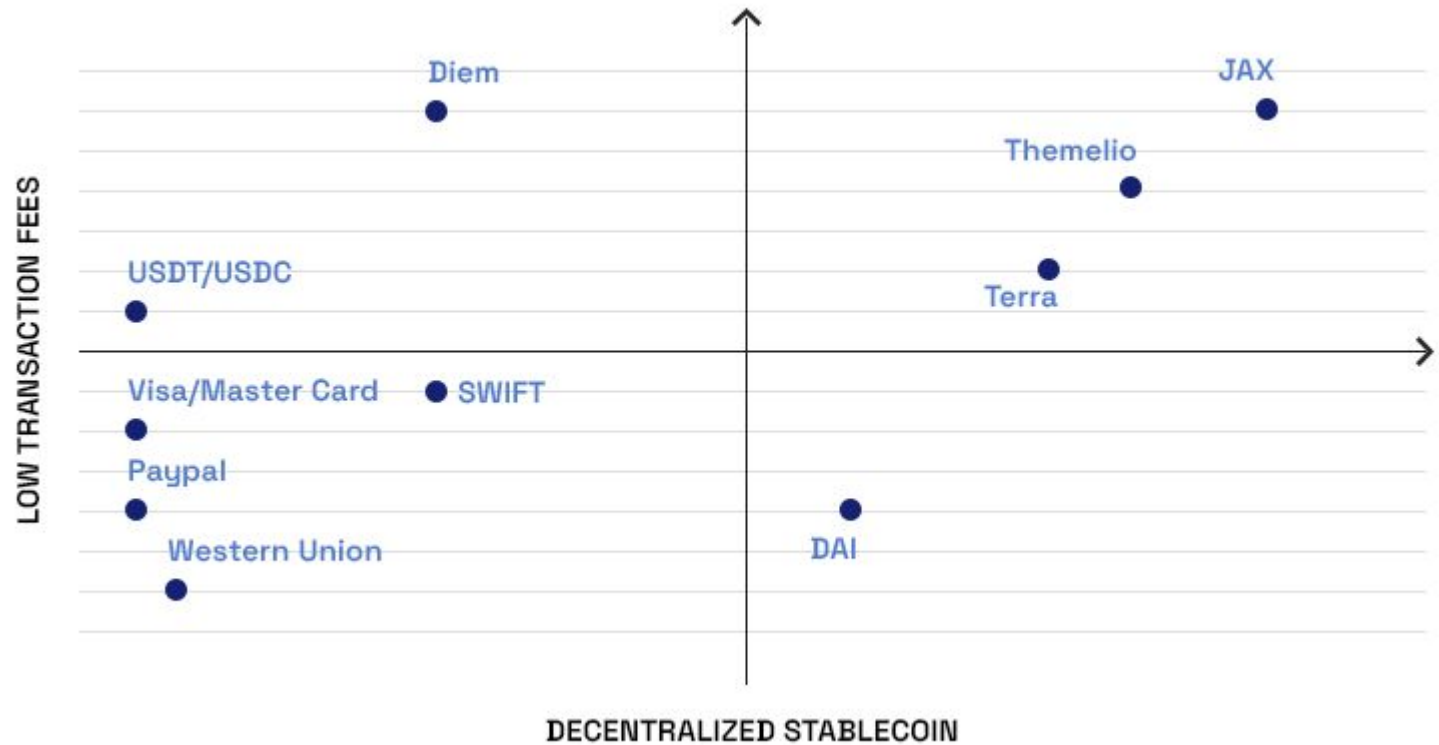 Diem
JAX
Themelio
USDT/USDC
Terra
Visa/Master Card
SWIFT
Paypal
Western Union
DAI
LOW TRANSACTION FEES
DECENTRALIZED STABLECOIN